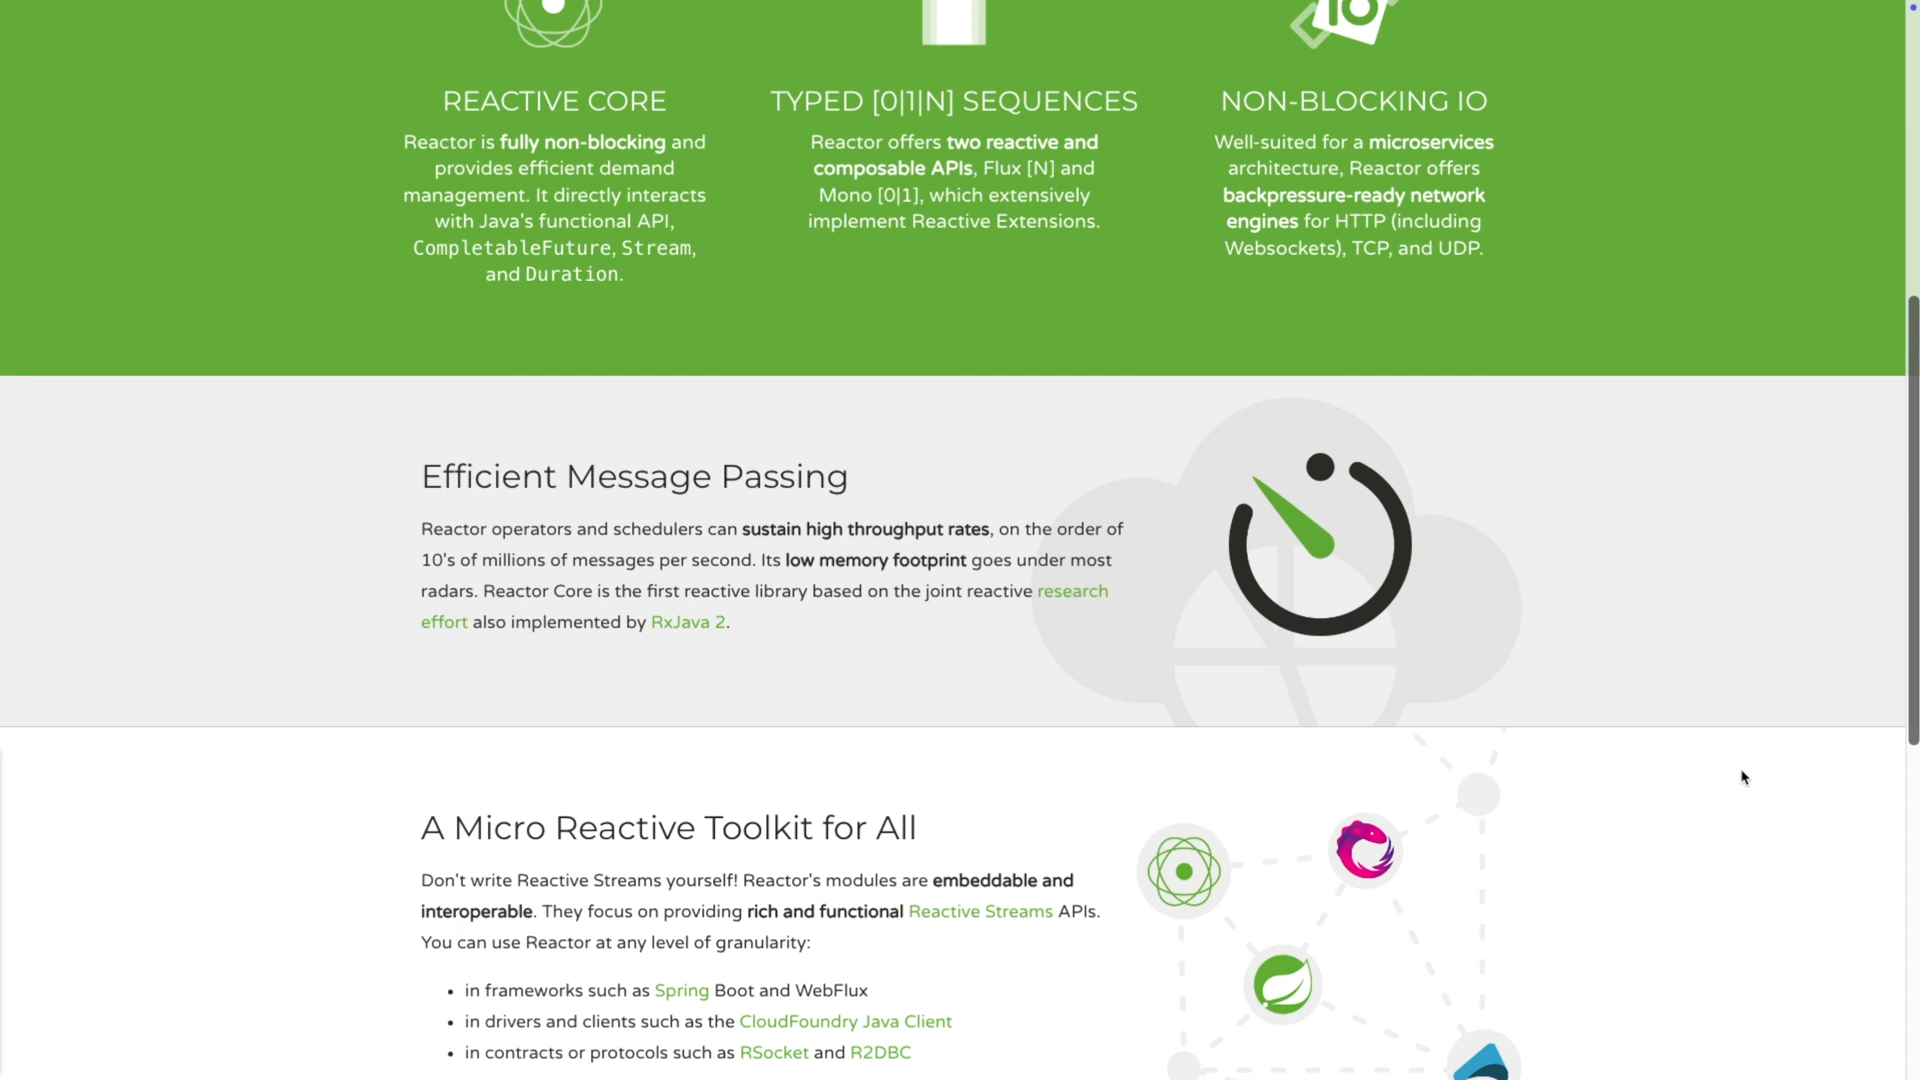 IO
REACTIVE CORE
Reactor is fully non-blocking and
provides efficient demand
management. It directly interacts
with Java's functional API,
CompletableFuture, Stream,
and Duration.
TYPED [0|1|N] SEQUENCES
Reactor offers two reactive and
composable APIs, Flux [N] and
Mono [0|1], which extensively
implement Reactive Extensions.
NON-BLOCKING IO
Well-suited for a microservices
architecture, Reactor offers
backpressure-ready network
engines for HTTP (including
Websockets), TCP, and UDP.
Efficient Message Passing
Reactor operators and schedulers can sustain high throughput rates, on the order of
10's of millions of messages per second. Its low memory footprint goes under most
radars. Reactor Core is the first reactive library based on the joint reactive research
effort also implemented by RxJava 2.
A Micro Reactive Toolkit for All
Don't write Reactive Streams yourself! Reactor's modules are embeddable and
interoperable. They focus on providing rich and functional Reactive Streams APIs.
You can use Reactor at any level of granularity:
• in frameworks such as Spring Boot and WebFlux
• in drivers and clients such as the CloudFoundry Java Client
• in contracts or protocols such as RSocket and R2DBC